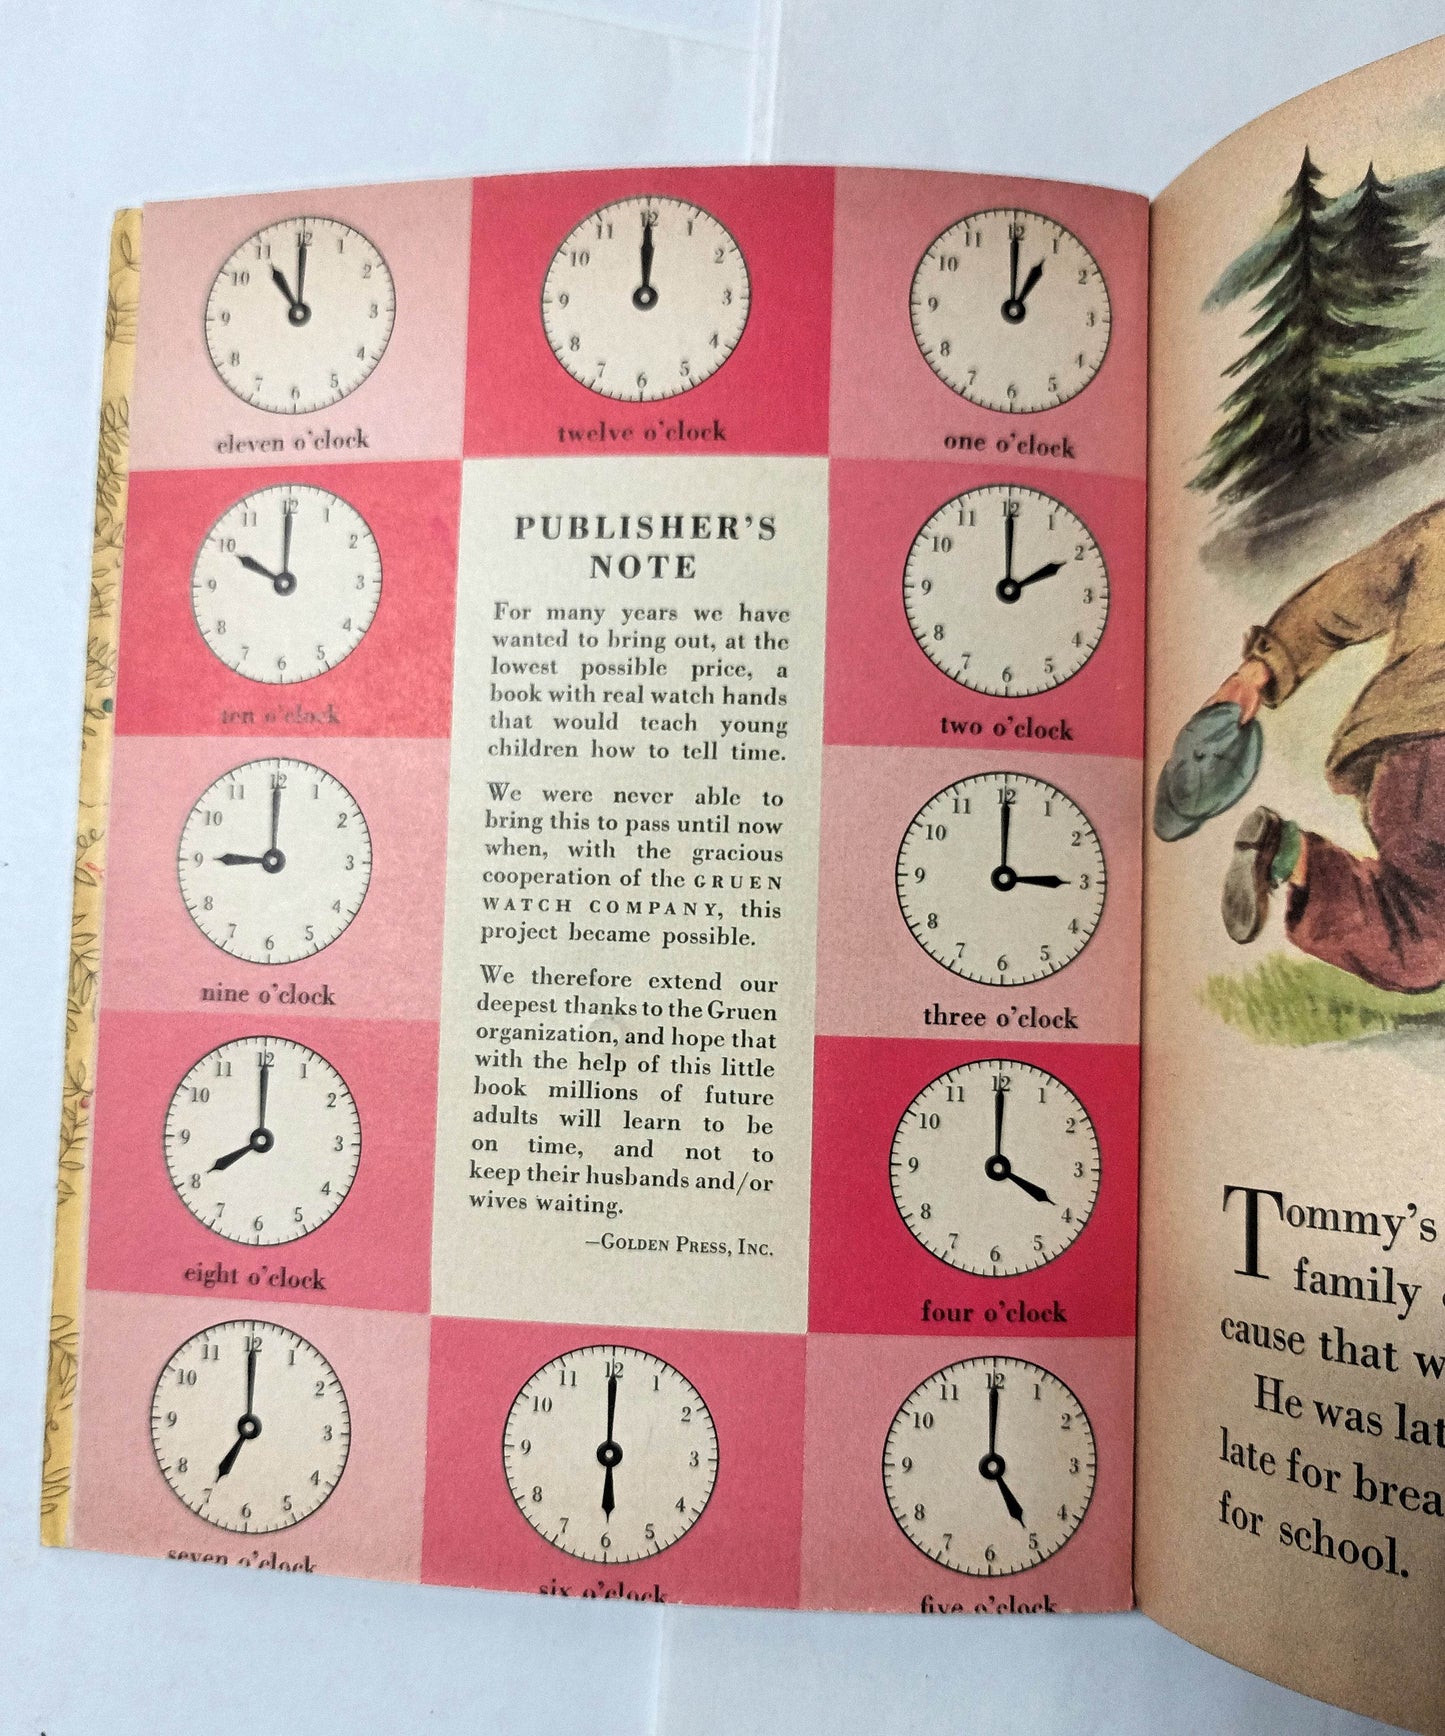 eleven o'clock
twelve o'clock
one o'clock
ten o'clock
two o'clock
nine o'clock
three o'clock
eight o'clock
four o'clock
seven o'clock
six o'clock
five o'clock
12
1
2
3
4
5
6
7
8
9
10
11
PUBLISHER'S
NOTE
For many years we have
wanted to bring out, at the
lowest possible price, a
book with real watch hands
that would teach young
children how to tell time.
We were never able to
bring this to pass until now
when, with the gracious
cooperation of the GRUEN
WATCH COMPANY, this
project became possible.
We therefore extend our
deepest thanks to the Gruen
organization, and hope that
with the help of this little
book millions of future
adults will learn to be
on time, and not to
keep their husbands and/or
wives waiting.
—GOLDEN PRESS, INC.
Tommy's
family
cause that
He was
late for
for school.